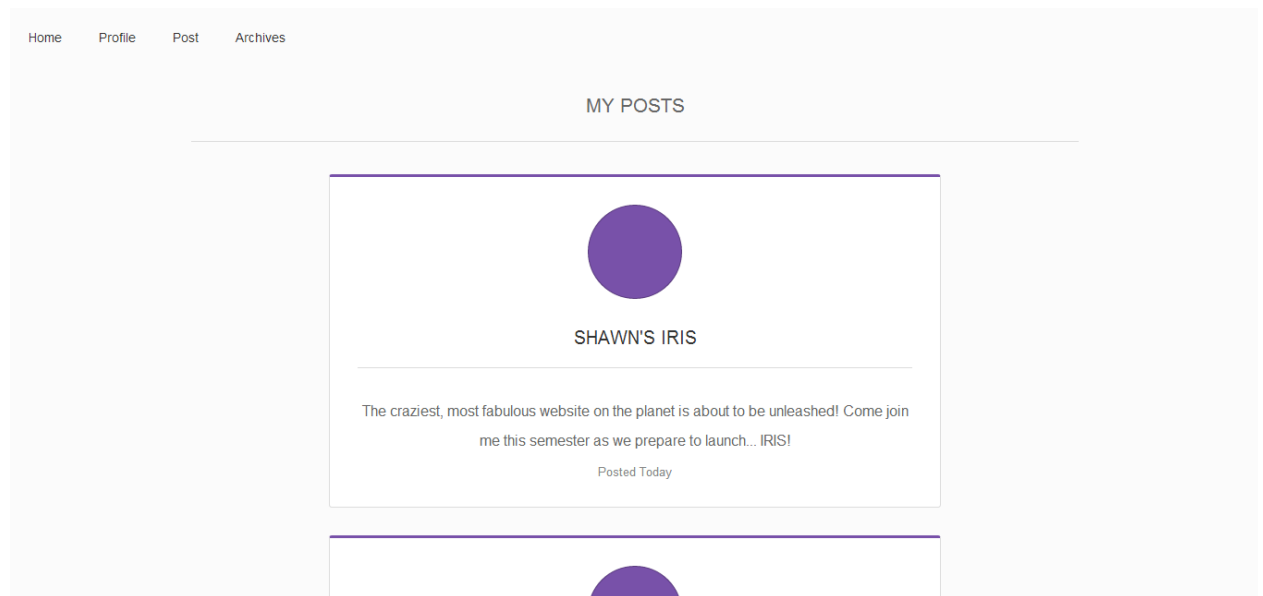 Home Profile Post Archives
MY POSTS
SHAWN'S IRIS
The craziest, most fabulous website on the planet is about to be unleashed! Come join
me this semester as we prepare to launch... IRIS!
Posted Today